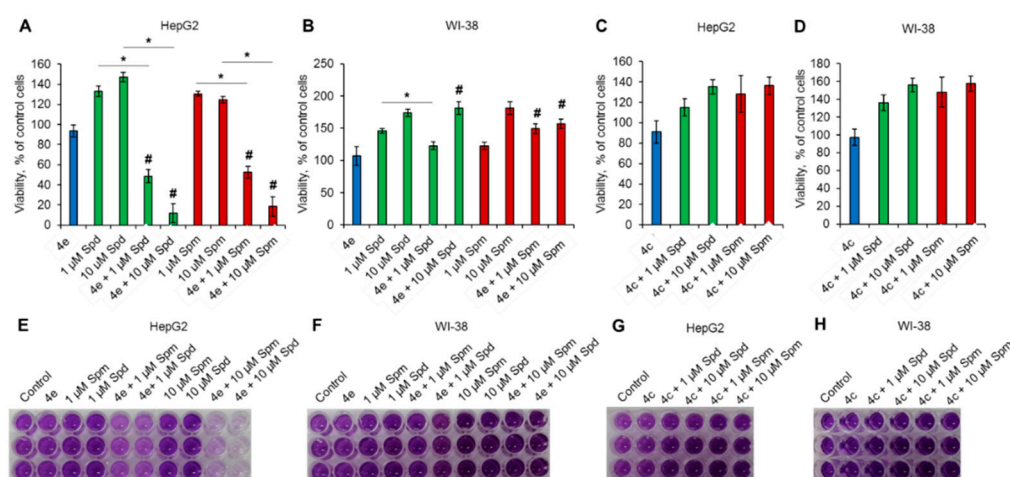 A
HepG2
Viability, % of control cells
160
140
120
100
80
60
40
20
0
*
*
*
*
#
#
#
#
4e
1 µM Spd
10 µM Spd
4e + 1 µM Spd
4e + 10 µM Spd
1 µM Spm
10 µM Spm
4e + 1 µM Spm
4e + 10 µM Spm
B
WI-38
Viability, % of control cells
250
200
150
100
50
0
*
#
#
#
4e
1 µM Spd
10 µM Spd
4e + 1 µM Spd
4e + 10 µM Spd
1 µM Spm
10 µM Spm
4e + 1 µM Spm
4e + 10 µM Spm
C
HepG2
Viability, % of control cells
160
140
120
100
80
60
40
20
0
4c
4c + 1 µM Spd
4c + 10 µM Spd
4c + 1 µM Spm
4c + 10 µM Spm
D
WI-38
Viability, % of control cells
180
160
140
120
100
80
60
40
20
0
4c
4c + 1 µM Spd
4c + 10 µM Spd
4c + 1 µM Spm
4c + 10 µM Spm
E
HepG2
Control
4e
1 µM Spm
1 µM Spd
4e + 1 µM Spm
4e+ 1 µM Spd
10 µM Spm
10 µM Spd
4e + 10 µM Spm
4e + 10 µM Spd
F
WI-38
Control
4e
1 µM Spm
1 µM Spd
4e + 1 µM Spm
4e + 1 µM Spd
10 µM Spm
10 µM Spd
4e + 10 µM Spm
4e + 10 µM Spd
G
HepG2
Control
4c
4c + 1 µM Spd
4c + 10 µM Spd
4c + 1 µM Spm
4c + 10 µM Spm
H
WI-38
Control
4c
4c + 1 µM Spd
4c + 10 µM Spd
4c + 1 µM Spm
4c + 10 µM Spm